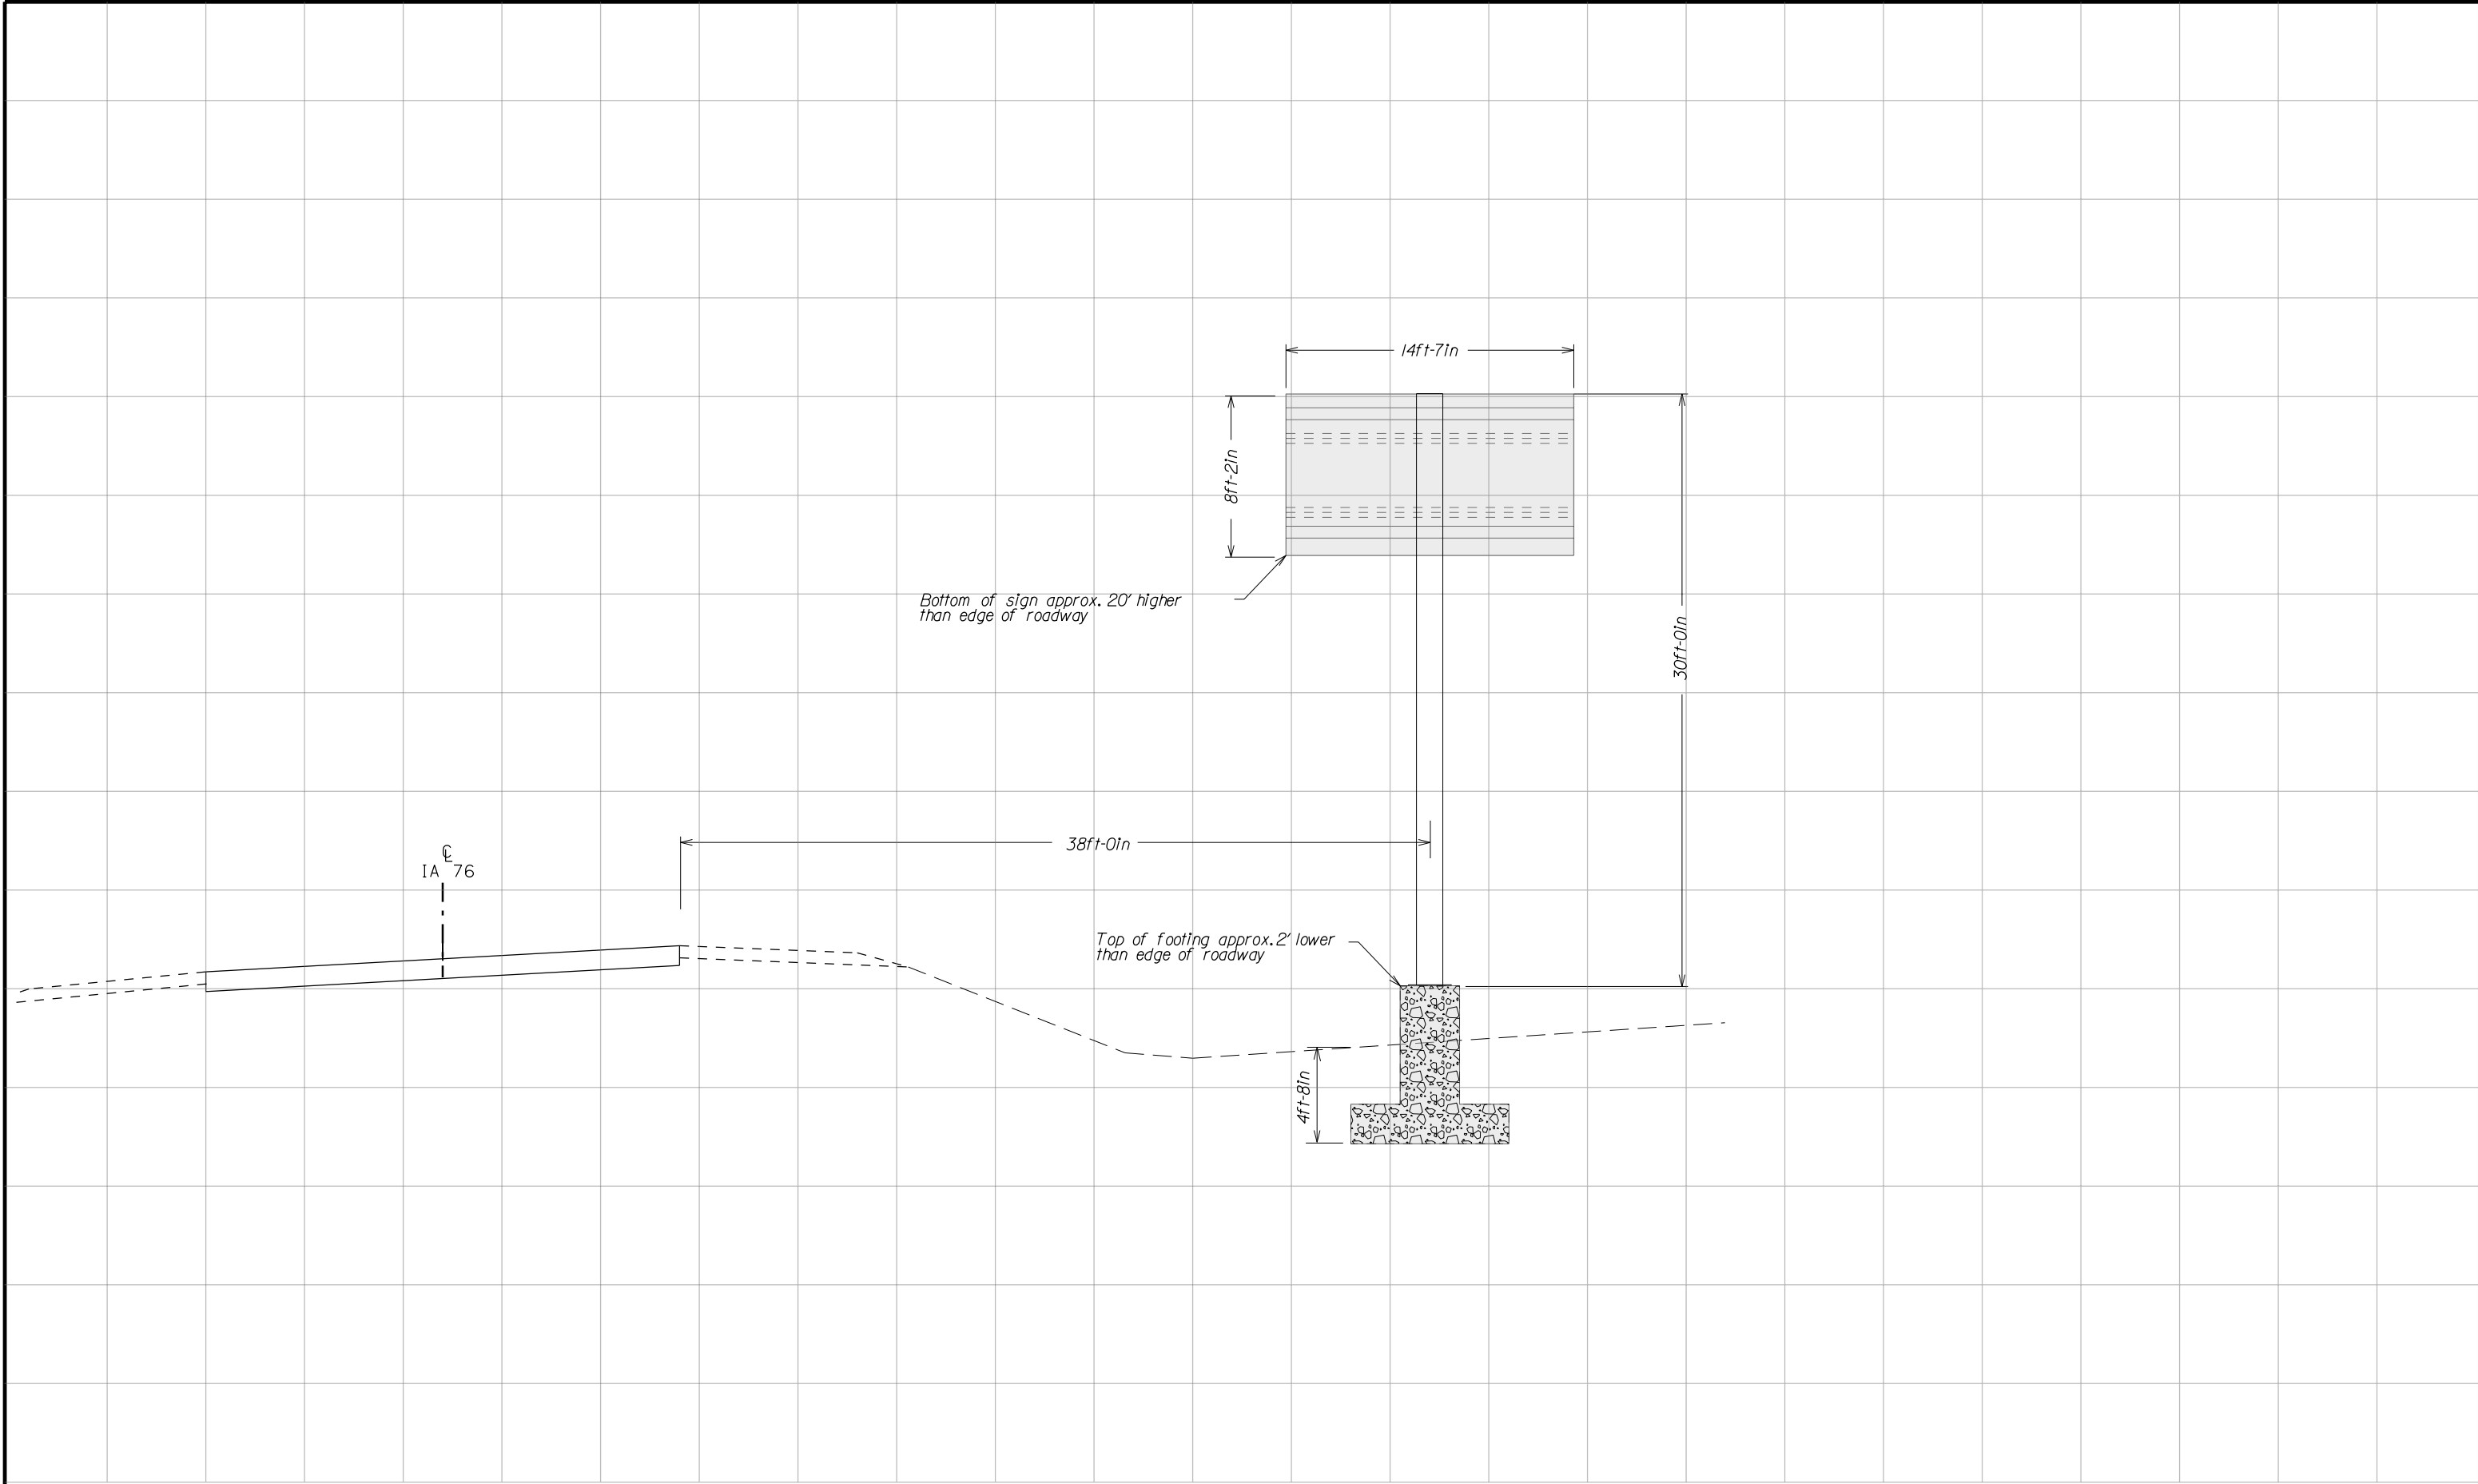 14ft-7in
8ft-2in
Bottom of sign approx. 20' higher
than edge of roadway
30ft-0in
38ft-0in
℄
IA 76
Top of footing approx. 2' lower
than edge of roadway
4ft-8in